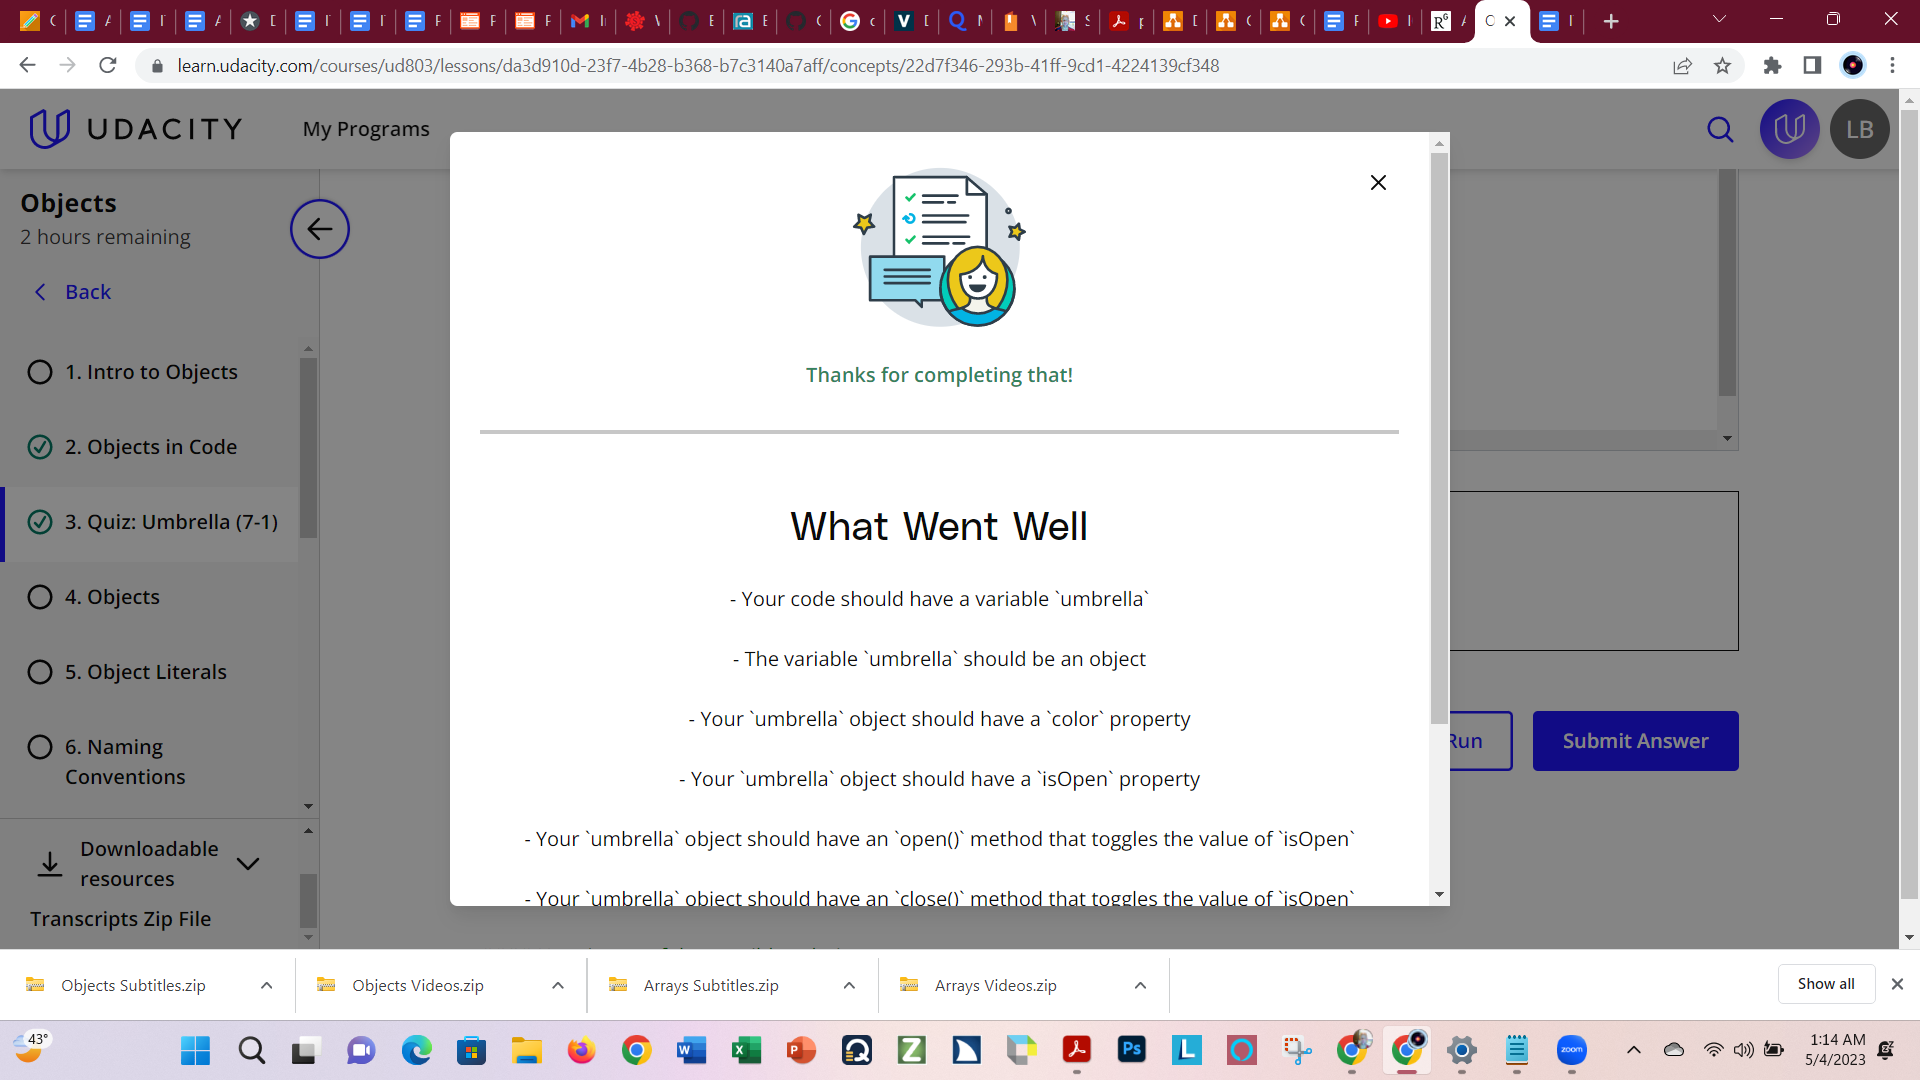 learn.udacity.com/courses/ud803/lessons/da3d910d-23f7-4b28-b368-b7c3140a7aff/concepts/22d7f346-293b-41ff-9cd1-4224139cf348
UDACITY
My Programs
LB
Objects
2 hours remaining
Back
1. Intro to Objects
2. Objects in Code
3. Quiz: Umbrella (7-1)
4. Objects
5. Object Literals
6. Naming
Conventions
Downloadable
resources
Transcripts Zip File
Thanks for completing that!
What Went Well
- Your code should have a variable `umbrella`
- The variable `umbrella` should be an object
- Your `umbrella` object should have a `color` property
- Your `umbrella` object should have a `isOpen` property
- Your `umbrella` object should have an `open()` method that toggles the value of `isOpen`
- Your `umbrella` object should have an `close()` method that toggles the value of `isOpen`
Run
Submit Answer
Objects Subtitles.zip
Objects Videos.zip
Arrays Subtitles.zip
Arrays Videos.zip
Show all
43°
zoom
1:14 AM
5/4/2023